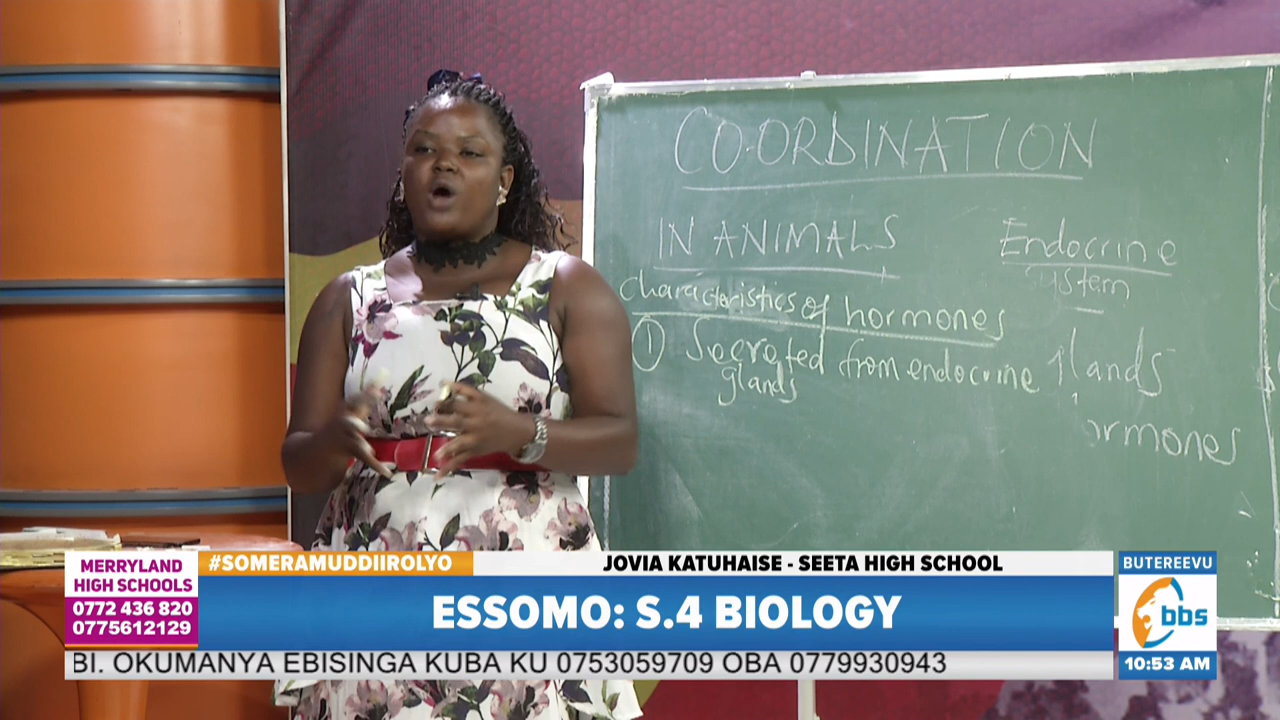 CO.ORDINATION
IN ANIMALS
Endocrine
system
characteristics of hormones
① Secreted from endocrine glands
glands
ormones
MERRYLAND
HIGH SCHOOLS
0772 436 820
0775612129
#SOMERAMUDDIIROLYO
JOVIA KATUHAISE - SEETA HIGH SCHOOL
ESSOMO: S.4 BIOLOGY
BUTEREEVU
bbs
10:53 AM
BI. OKUMANYA EBISINGA KUBA KU 0753059709 OBA 0779930943